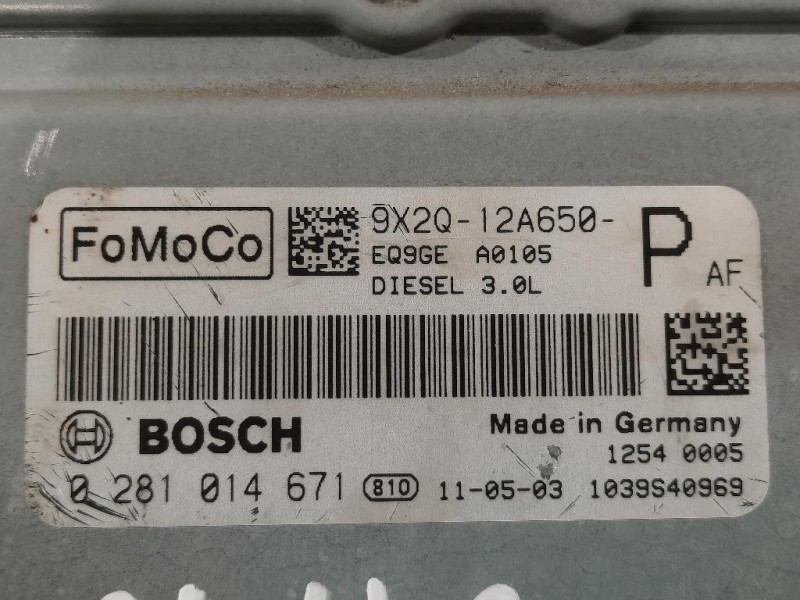 FoMoCo
9X2Q-12A650- P AF
EQ9GE A0105
DIESEL 3.0L
BOSCH
Made in Germany
1254 0005
0 281 014 671 810 11-05-03 1039S40969